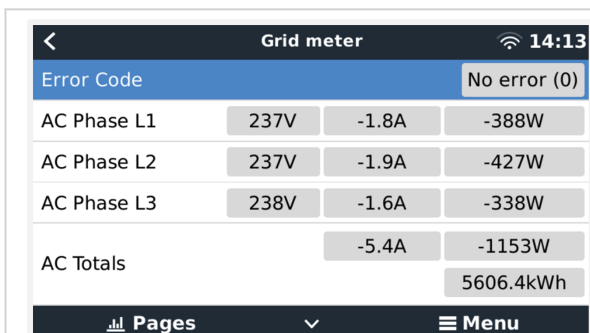 Grid meter 14:13
Error Code No error (0)
AC Phase L1 237V -1.8A -388W
AC Phase L2 237V -1.9A -427W
AC Phase L3 238V -1.6A -338W
AC Totals -5.4A -1153W
5606.4kWh
Pages Menu